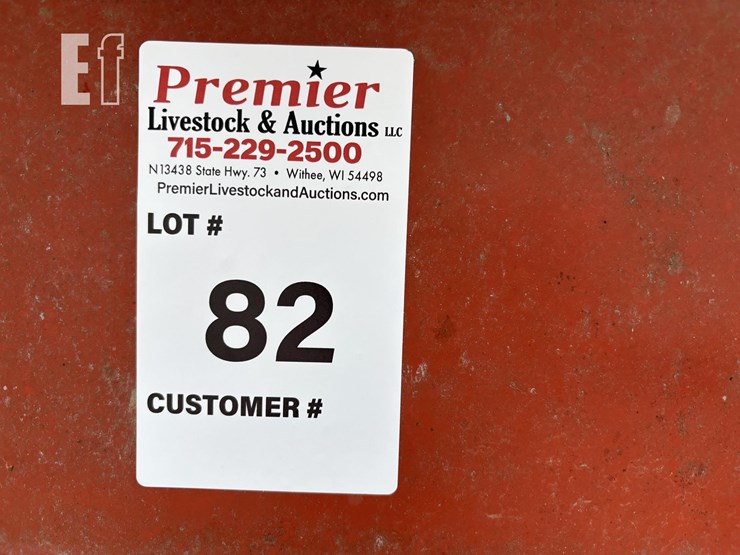 Ef
Premier
Livestock & Auctions LLC
715-229-2500
N13438 State Hwy. 73 • Withee, WI 54498
PremierLivestockandAuctions.com
LOT #
82
CUSTOMER #